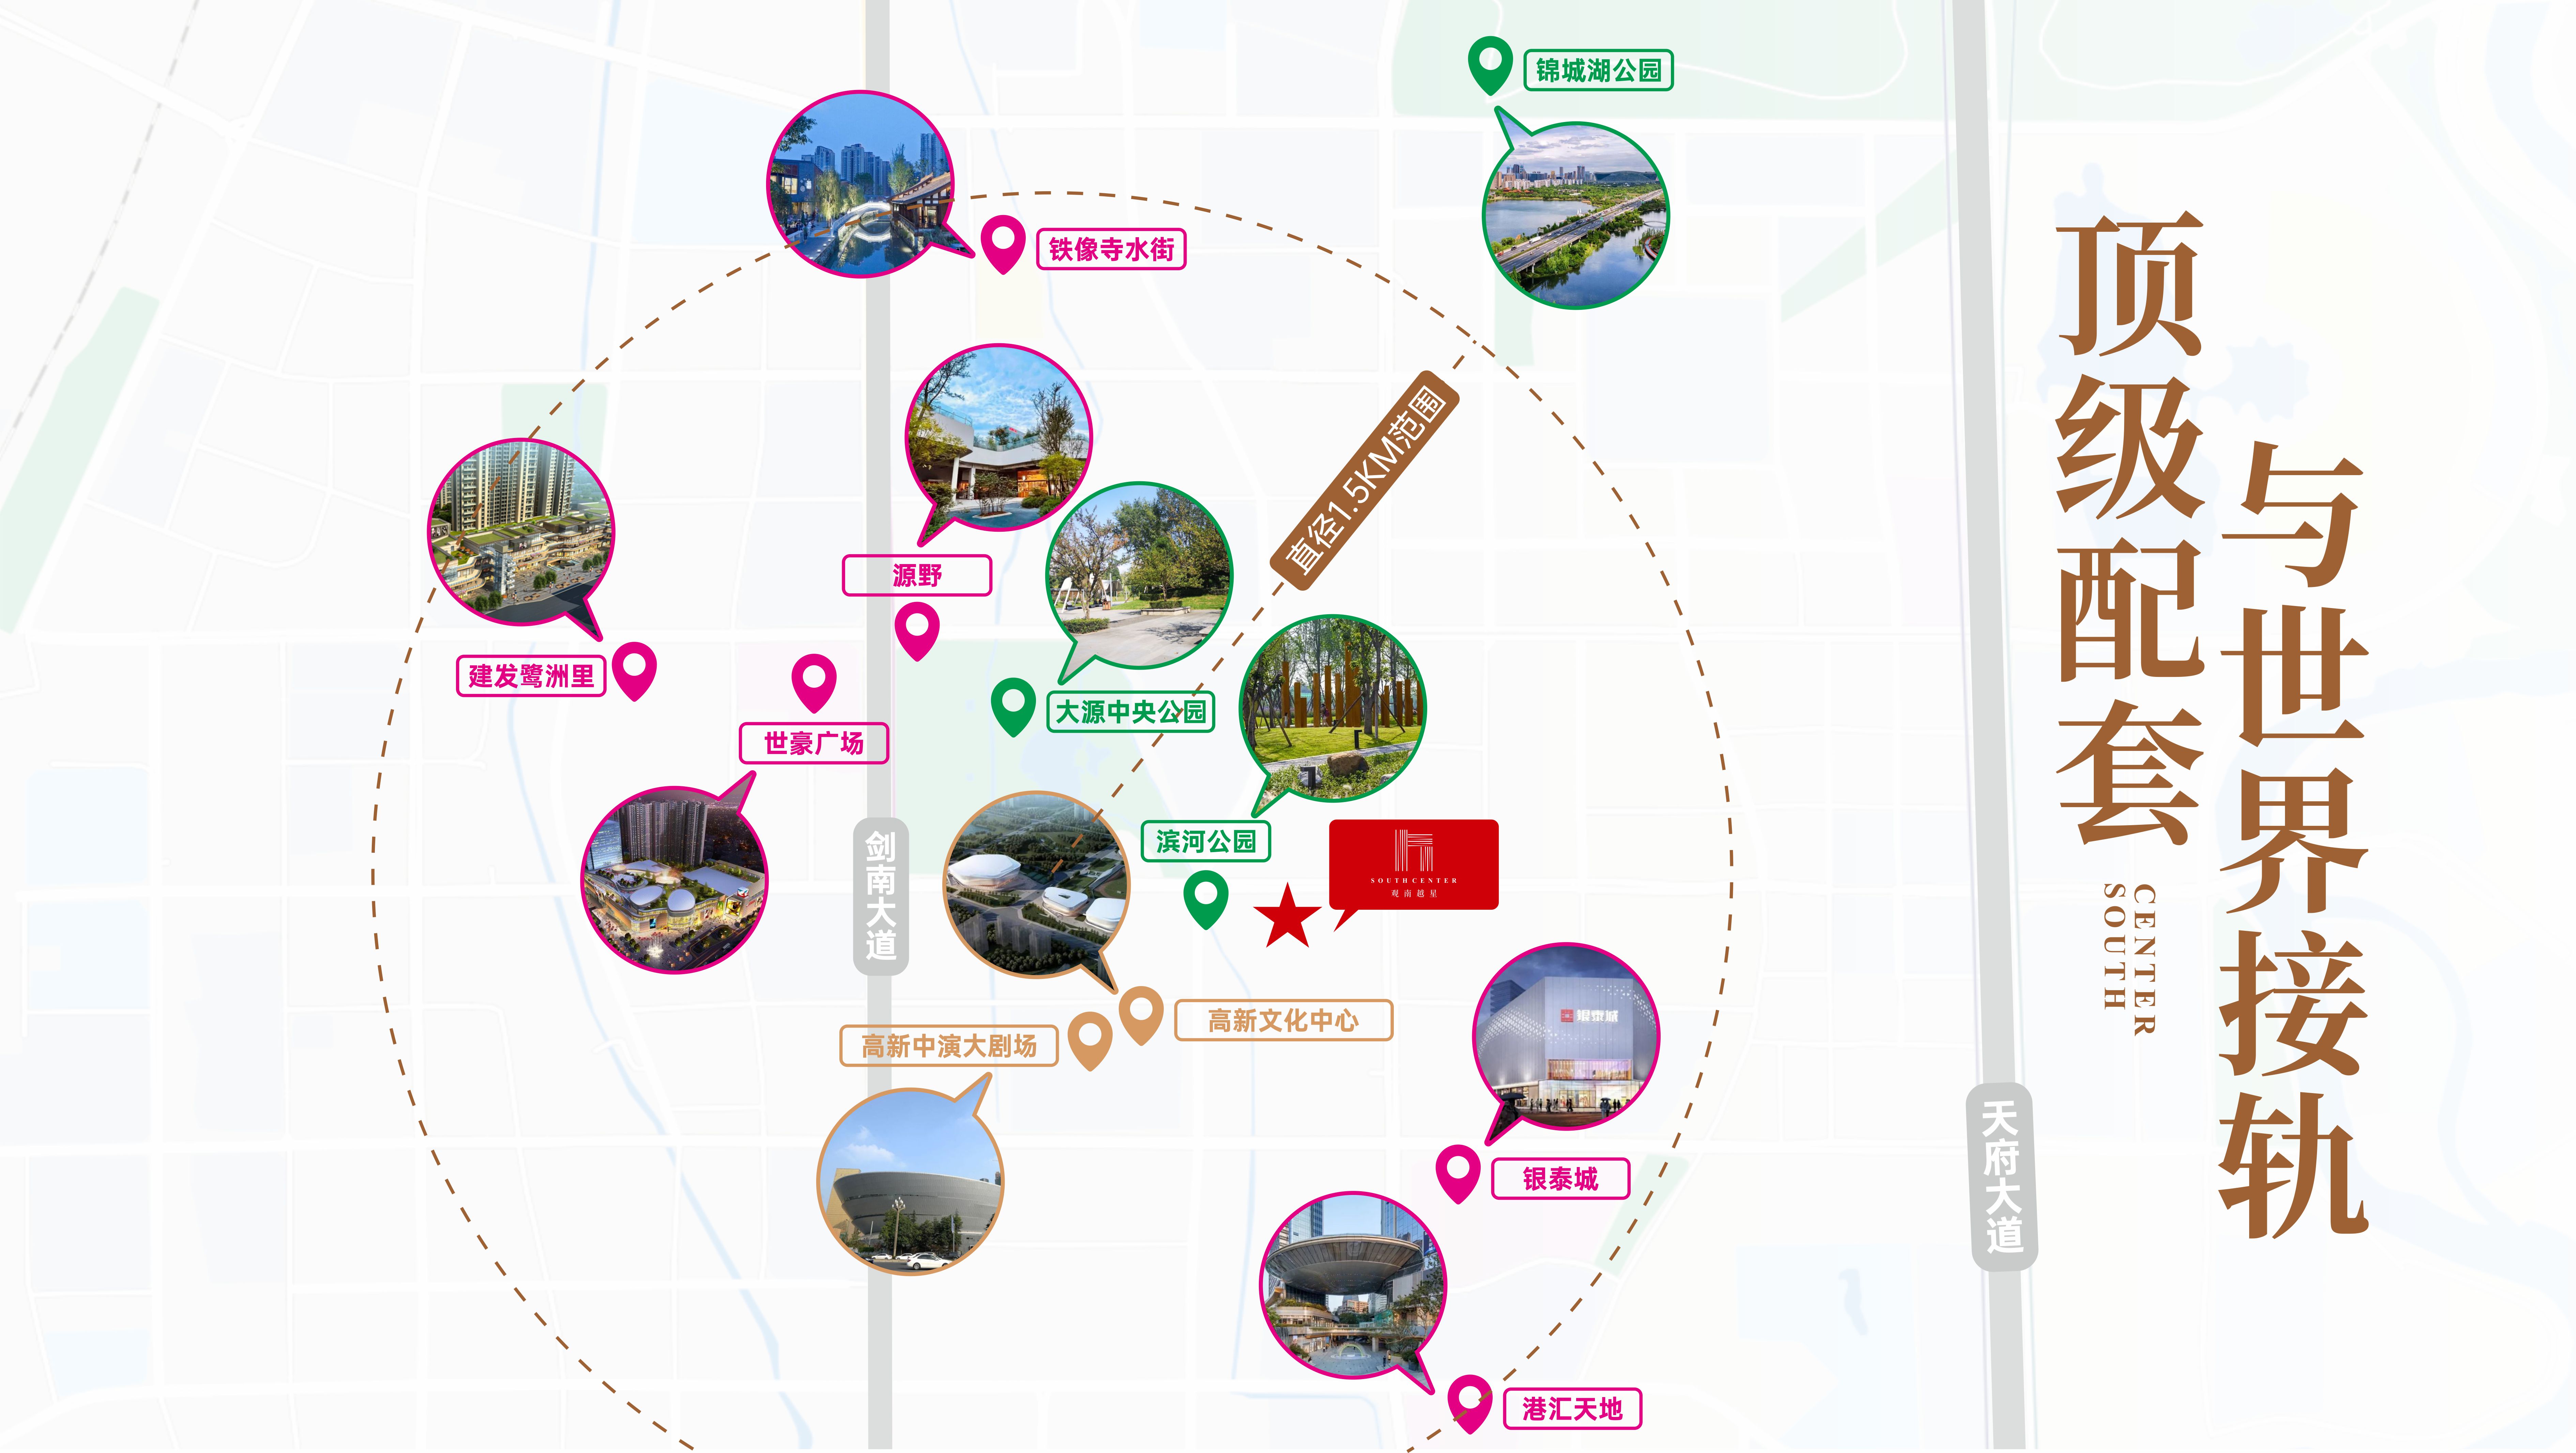 锦城湖公园
铁像寺水街
直径1.5KM范围
源野
建发鹭洲里
大源中央公园
世豪广场
滨河公园
SOUTH CENTER
观南越星
剑南大道
高新文化中心
高新中演大剧场
银泰城
银泰城
港汇天地
天府大道
顶级配套
与世界接轨
CENTER
SOUTH